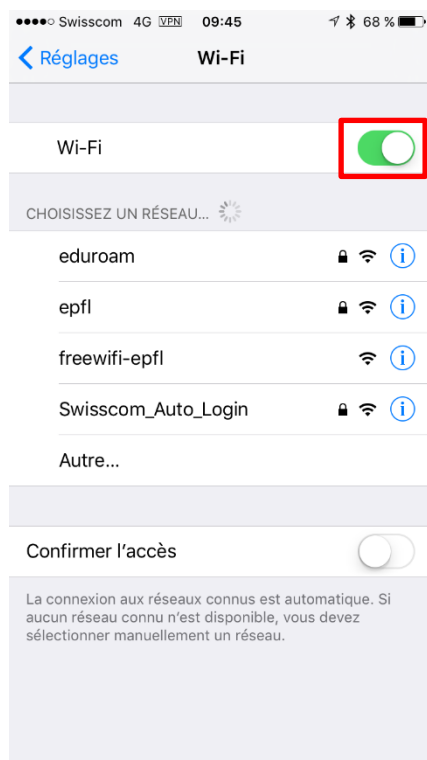 Swisscom 4G VPN 09:45 68 %
Réglages Wi-Fi
Wi-Fi
CHOISISSEZ UN RÉSEAU...
eduroam
epfl
freewifi-epfl
Swisscom_Auto_Login
Autre...
Confirmer l'accès
La connexion aux réseaux connus est automatique. Si
aucun réseau connu n'est disponible, vous devez
sélectionner manuellement un réseau.